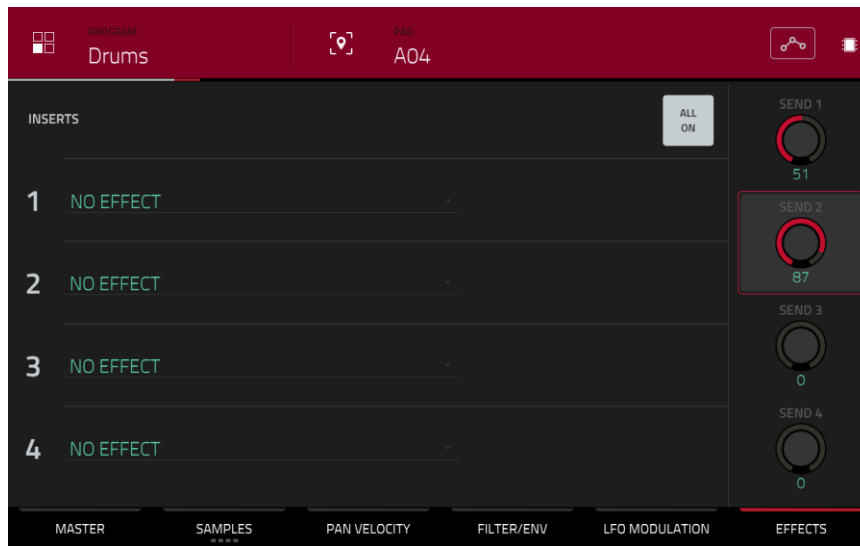 PROGRAM
Drums
PAD
A04
INSERTS
ALL
ON
1 NO EFFECT
2 NO EFFECT
3 NO EFFECT
4 NO EFFECT
SEND 1
51
SEND 2
87
SEND 3
0
SEND 4
0
MASTER SAMPLES PAN VELOCITY FILTER/ENV LFO MODULATION EFFECTS